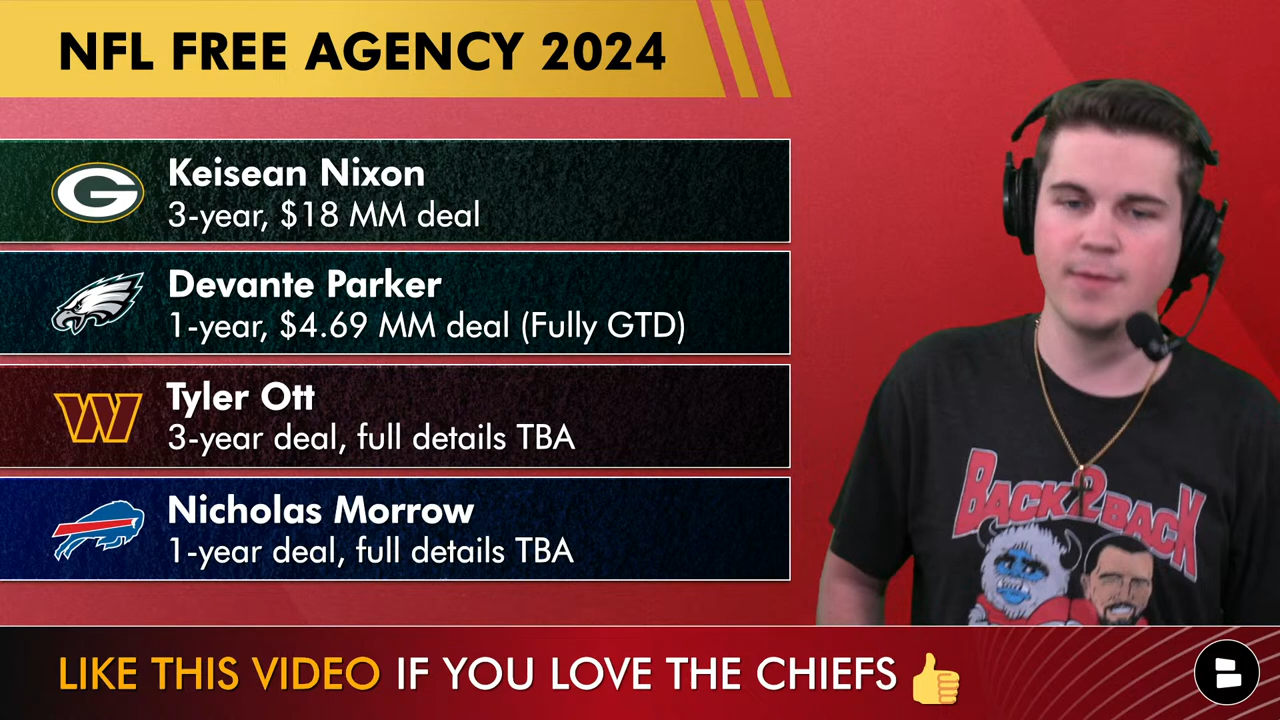 NFL FREE AGENCY 2024
G
Keisean Nixon
3-year, $18 MM deal
Devante Parker
1-year, $4.69 MM deal (Fully GTD)
W
Tyler Ott
3-year deal, full details TBA
Nicholas Morrow
1-year deal, full details TBA
BACK2BACK
LIKE THIS VIDEO IF YOU LOVE THE CHIEFS 👍